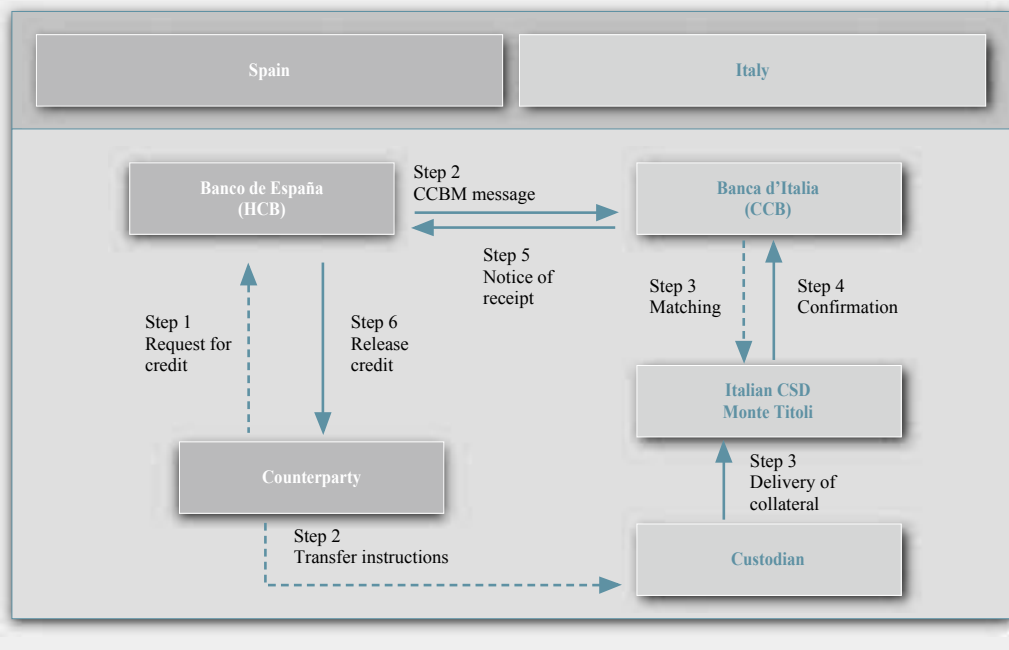 Spain
Italy
Banco de España
(HCB)
Step 2
CCBM message
Banca d’Italia
(CCB)
Step 5
Notice of
receipt
Step 1
Request for
credit
Step 6
Release
credit
Step 3
Matching
Step 4
Confirmation
Italian CSD
Monte Titoli
Counterparty
Step 3
Delivery of
collateral
Step 2
Transfer instructions
Custodian